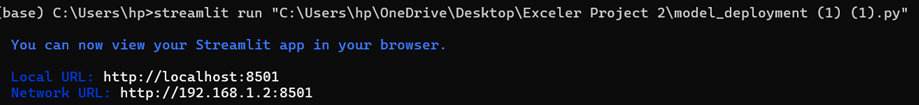 (base) C:\Users\hp>streamlit run "C:\Users\hp\OneDrive\Desktop\Exceler Project 2\model_deployment (1) (1).py"
You can now view your Streamlit app in your browser.
Local URL: http://localhost:8501
Network URL: http://192.168.1.2:8501